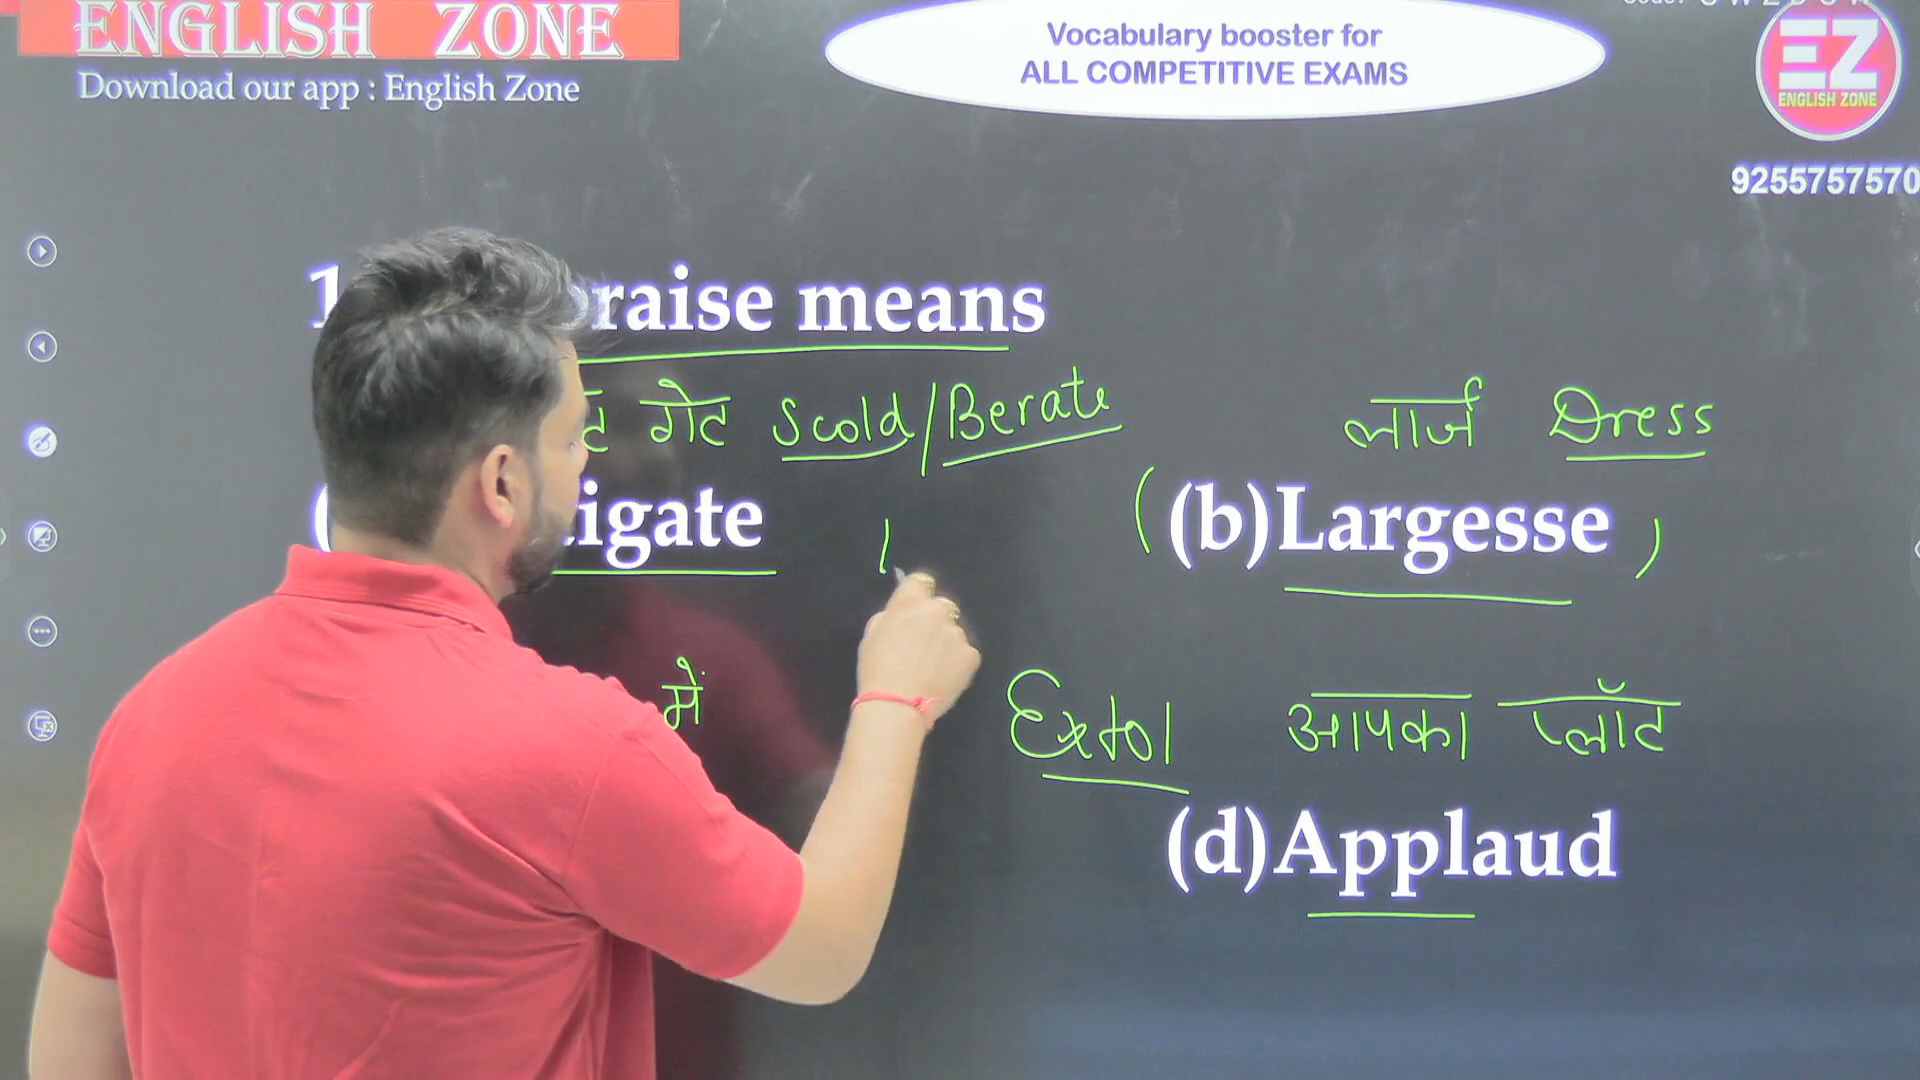 ENGLISH ZONE
Download our app : English Zone
Vocabulary booster for
ALL COMPETITIVE EXAMS
EZ
ENGLISH ZONE
9255757570
raise means
गेट Scold/Berate
लार्ज Dress
igate
(b)Largesse
में
Extol आपका प्लॉट
(d)Applaud